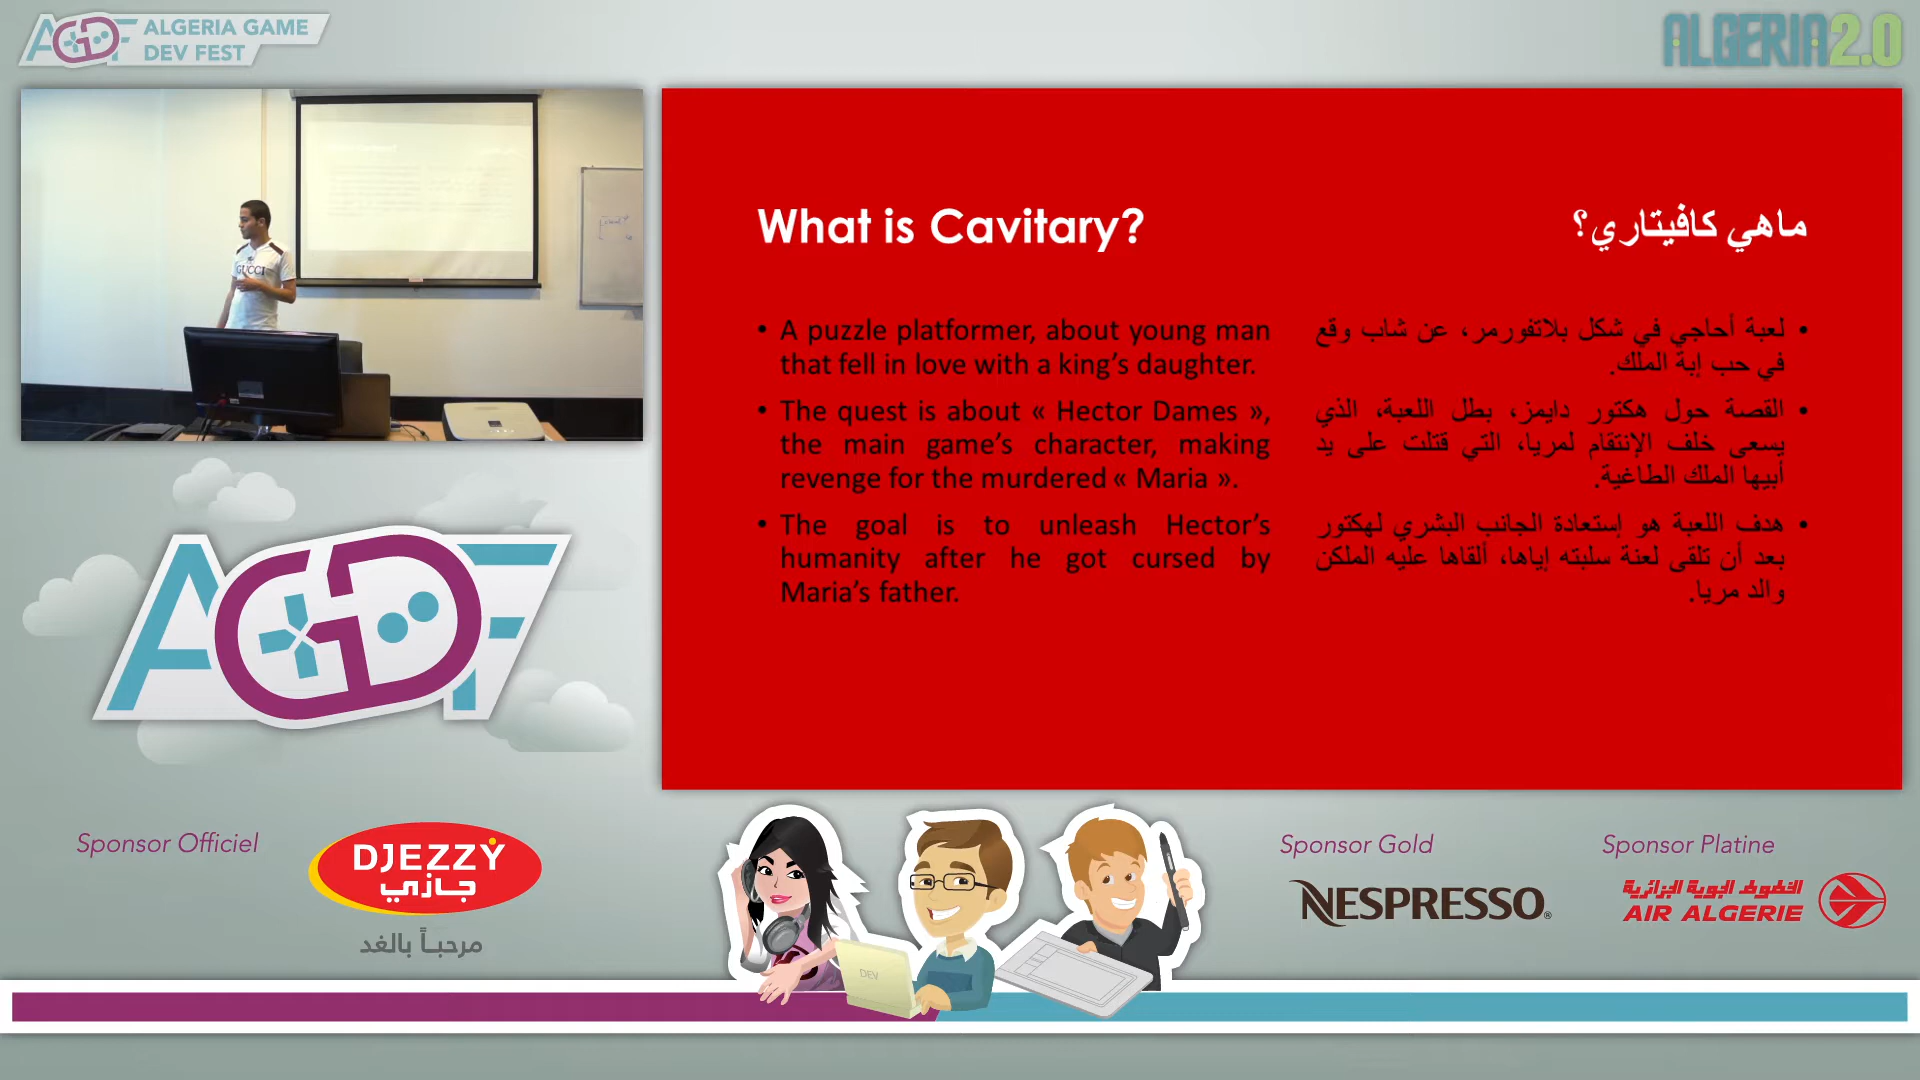 AGDF
ALGERIA GAME
DEV FEST
ALGERIA2.0
GUCCI
What is Cavitary?
• A puzzle platformer, about young man
that fell in love with a king's daughter.
• The quest is about « Hector Dames »,
the main game's character, making
revenge for the murdered « Maria ».
• The goal is to unleash Hector's
humanity after he got cursed by
Maria's father.
ماهي كافيتاري؟
• لعبة أحاجي في شكل بلاتفورمر، عن شاب وقع
في حب إبة الملك.
• القصة حول هكتور دايمز، بطل اللعبة، الذي
يسعى خلف الإنتقام لمريا، التي قتلت على يد
أبيها الملك الطاغية.
• هدف اللعبة هو إستعادة الجانب البشري لهكتور
بعد أن تلقى لعنة سلبته إياها، ألقاها عليه الملكن
والد مريا.
AGDF
Sponsor Officiel
DJEZZY
جازي
مرحباً بالغد
DEV
Sponsor Gold
NESPRESSO®
Sponsor Platine
الخطوط الجوية الجزائرية
AIR ALGERIE